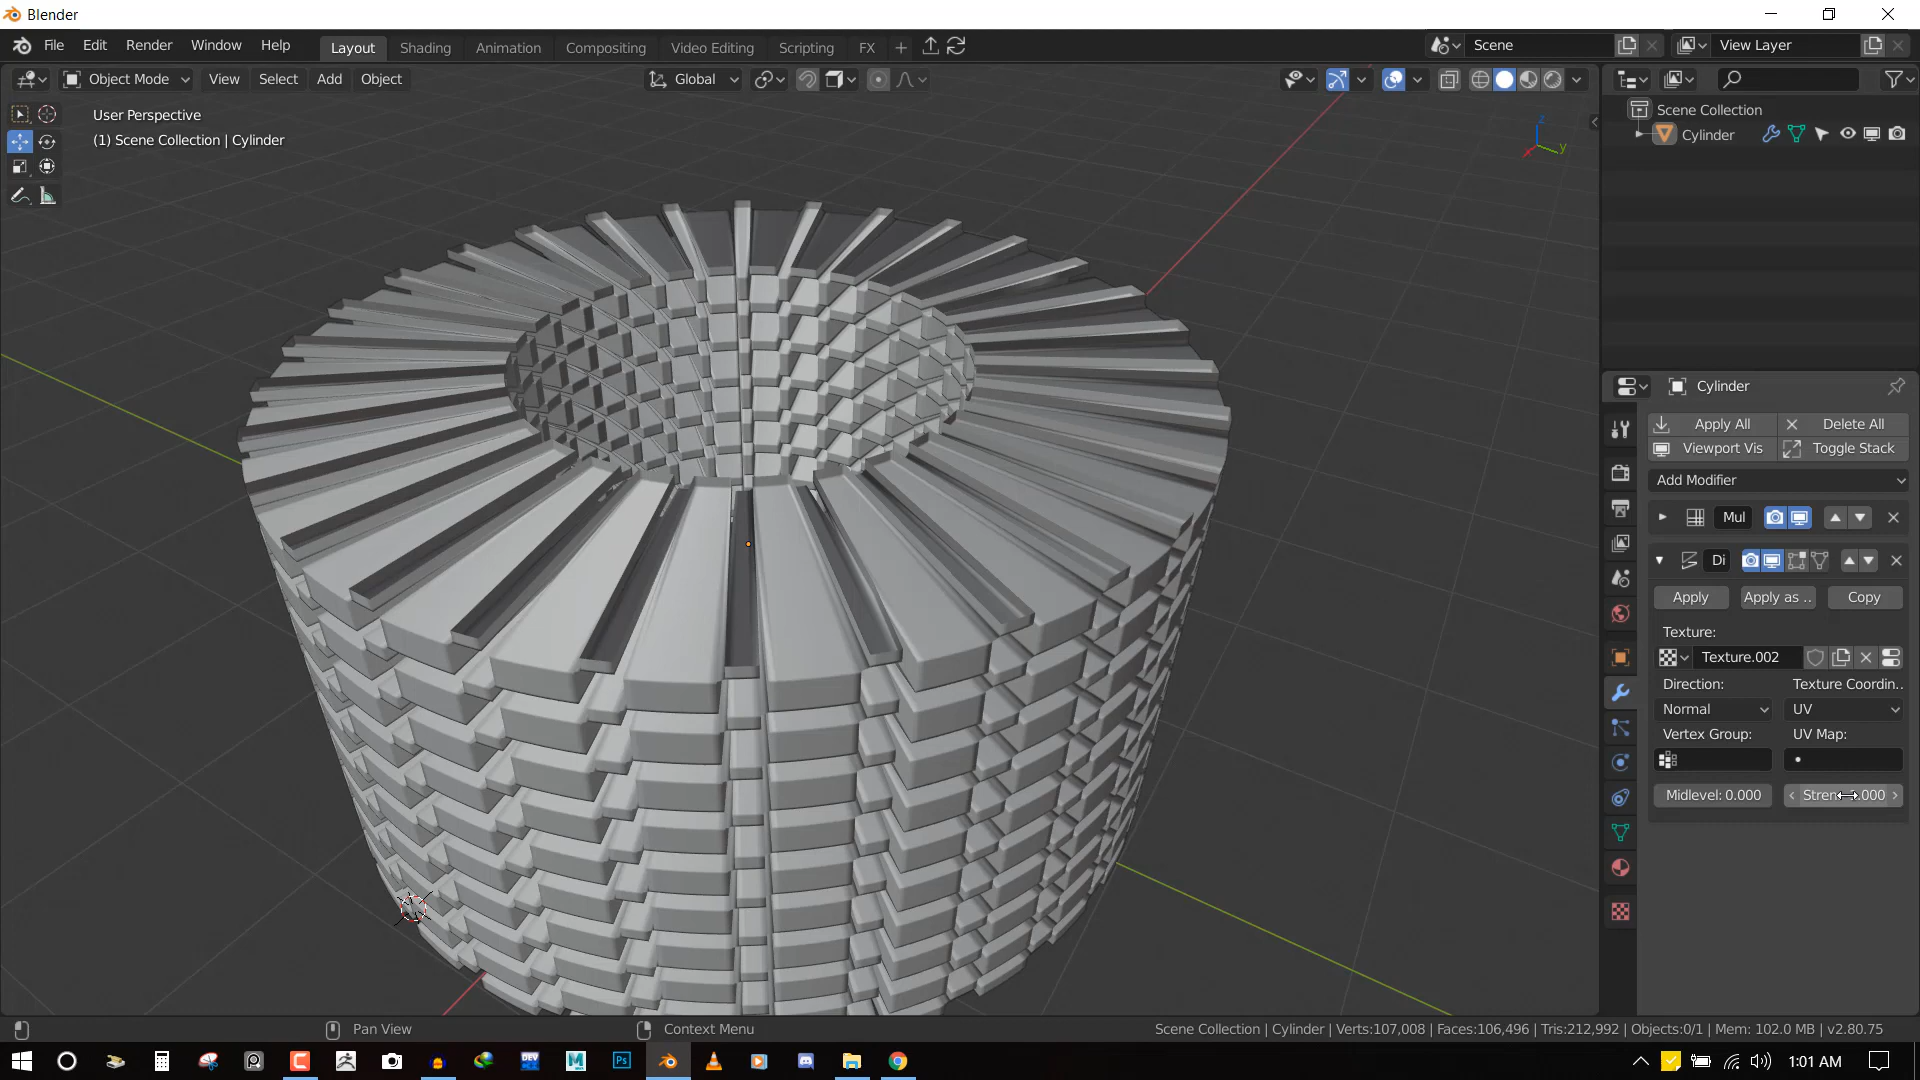 Blender
File Edit Render Window Help Layout Shading Animation Compositing Video Editing Scripting FX + Scene View Layer
Object Mode View Select Add Object Global
User Perspective
(1) Scene Collection | Cylinder
z
y
Scene Collection
Cylinder
Cylinder
Apply All Delete All
Viewport Vis Toggle Stack
Add Modifier
Mul
Di
Apply Apply as .. Copy
Texture:
Texture.002
Direction: Texture Coordin..
Normal UV
Vertex Group: UV Map:
Midlevel: 0.000
Pan View Context Menu Scene Collection | Cylinder | Verts:107,008 | Faces:106,496 | Tris:212,992 | Objects:0/1 | Mem: 102.0 MB | v2.80.75
DEV
M
Ps
1:01 AM